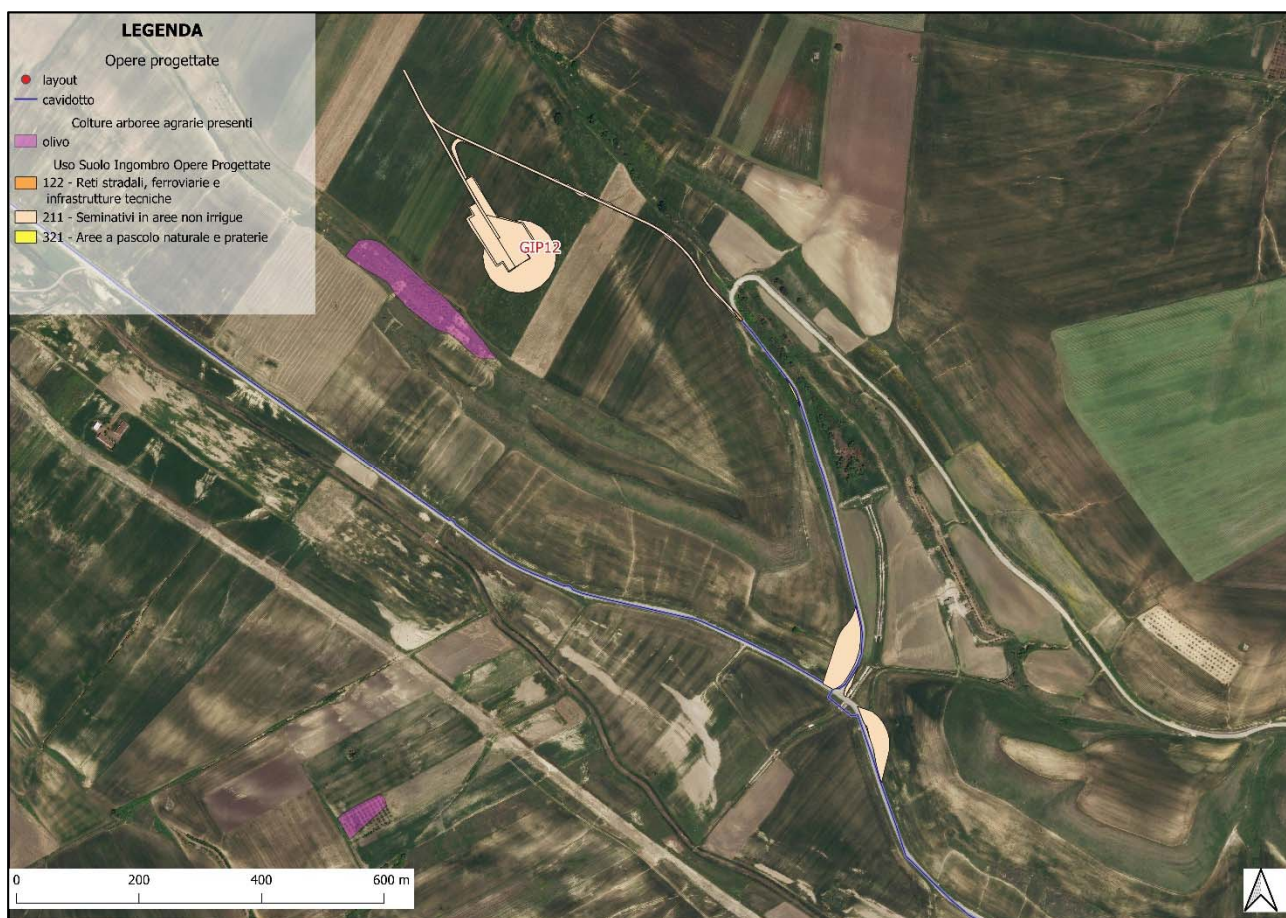 LEGENDA
Opere progettate
layout
cavidotto
Colture arboree agrarie presenti
olivo
Uso Suolo Ingombro Opere Progettate
122 - Reti stradali, ferroviarie e
infrastrutture tecniche
211 - Seminativi in aree non irrigue
321 - Aree a pascolo naturale e praterie
GIP12
0 200 400 600 m